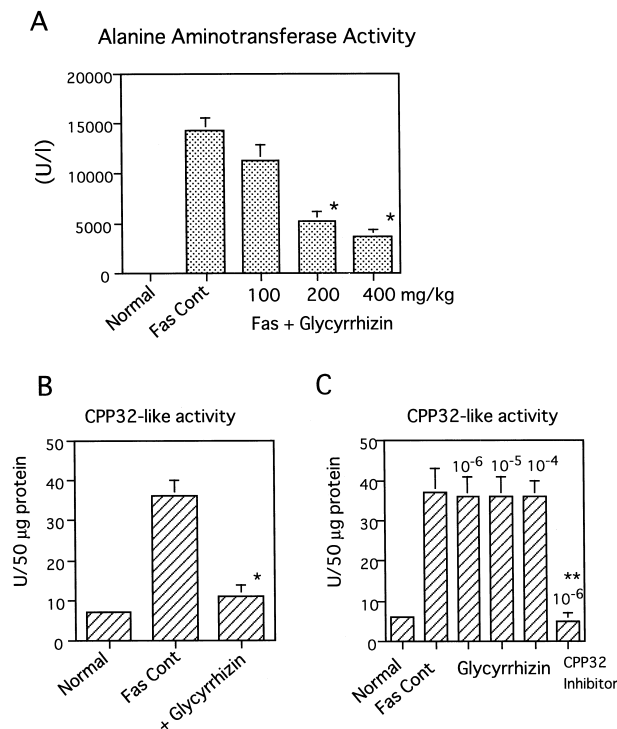 A
Alanine Aminotransferase Activity
(U/l)
20000
15000
10000
5000
0
*
*
Normal
Fas Cont
100
200
400 mg/kg
Fas + Glycyrrhizin
B
CPP32-like activity
U/50 µg protein
50
40
30
20
10
0
*
Normal
Fas Cont
+ Glycyrrhizin
C
CPP32-like activity
U/50 µg protein
50
40
30
20
10
0
10⁻⁶
10⁻⁵
10⁻⁴
**
10⁻⁶
Normal
Fas Cont
Glycyrrhizin
CPP32
Inhibitor